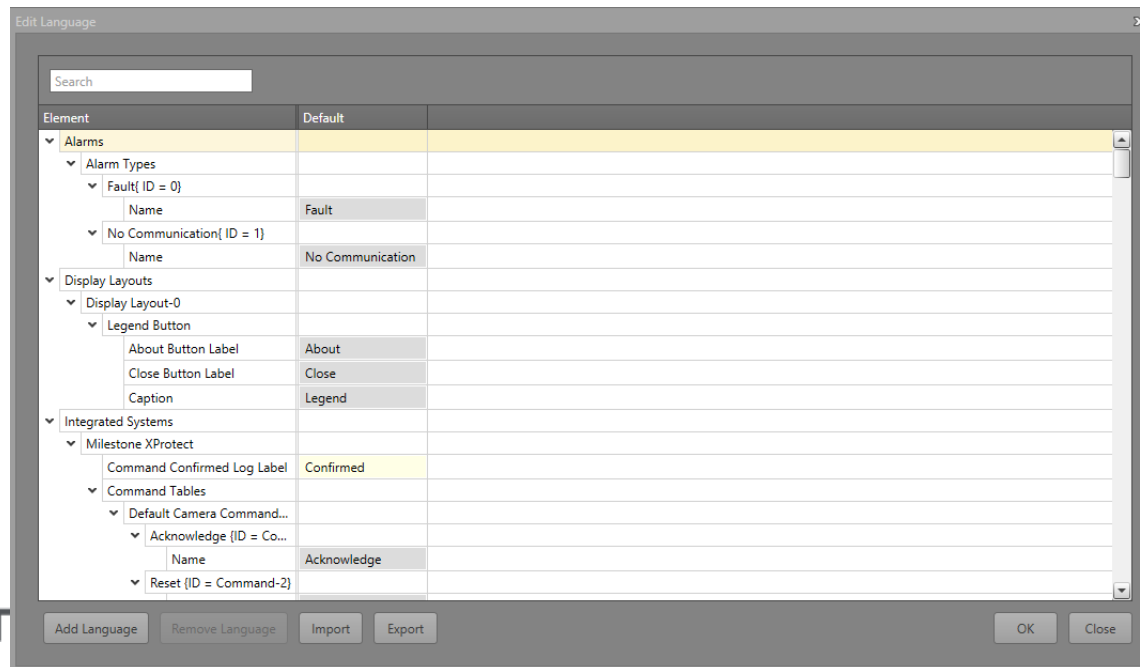 Edit Language
Search
Element Default
Alarms
Alarm Types
Fault{ ID = 0}
Name Fault
No Communication{ ID = 1}
Name No Communication
Display Layouts
Display Layout-0
Legend Button
About Button Label About
Close Button Label Close
Caption Legend
Integrated Systems
Milestone XProtect
Command Confirmed Log Label Confirmed
Command Tables
Default Camera Command...
Acknowledge {ID = Co...
Name Acknowledge
Reset {ID = Command-2}
Add Language Remove Language Import Export OK Close